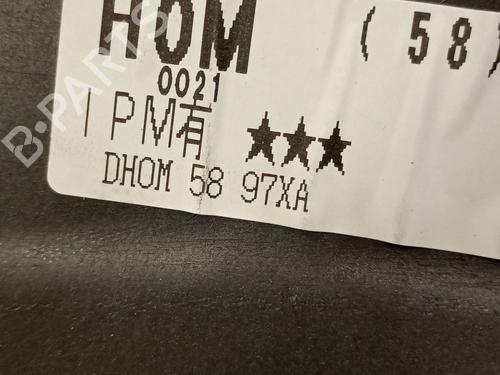 HOM ( 58
0021
IPM有 ★★★
DHOM 58 97XA
B-PARTS